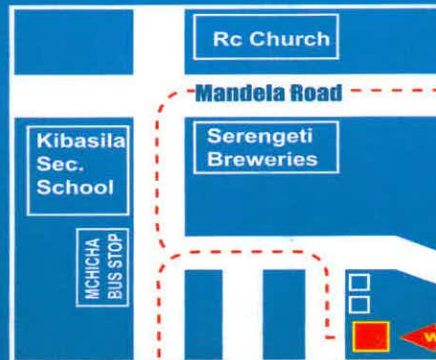 Rc Church
Mandela Road
Kibasila
Sec.
School
Serengeti
Breweries
MCHICHA
BUS STOP